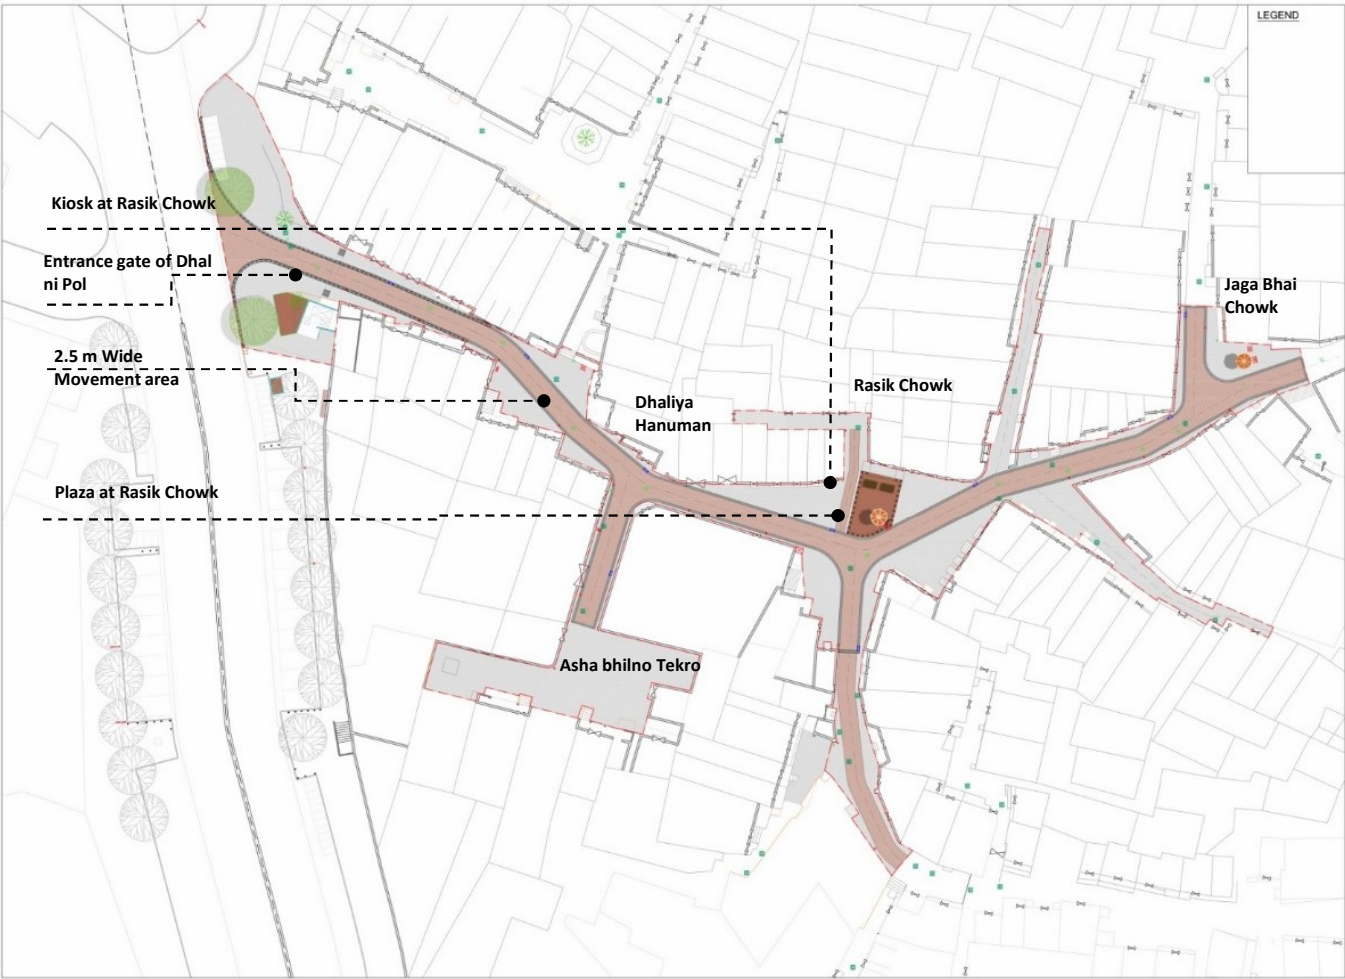 LEGEND
Kiosk at Rasik Chowk
Entrance gate of Dhal
ni Pol
2.5 m Wide
Movement area
Plaza at Rasik Chowk
Dhaliya
Hanuman
Rasik Chowk
Jaga Bhai
Chowk
Asha bhilno Tekro